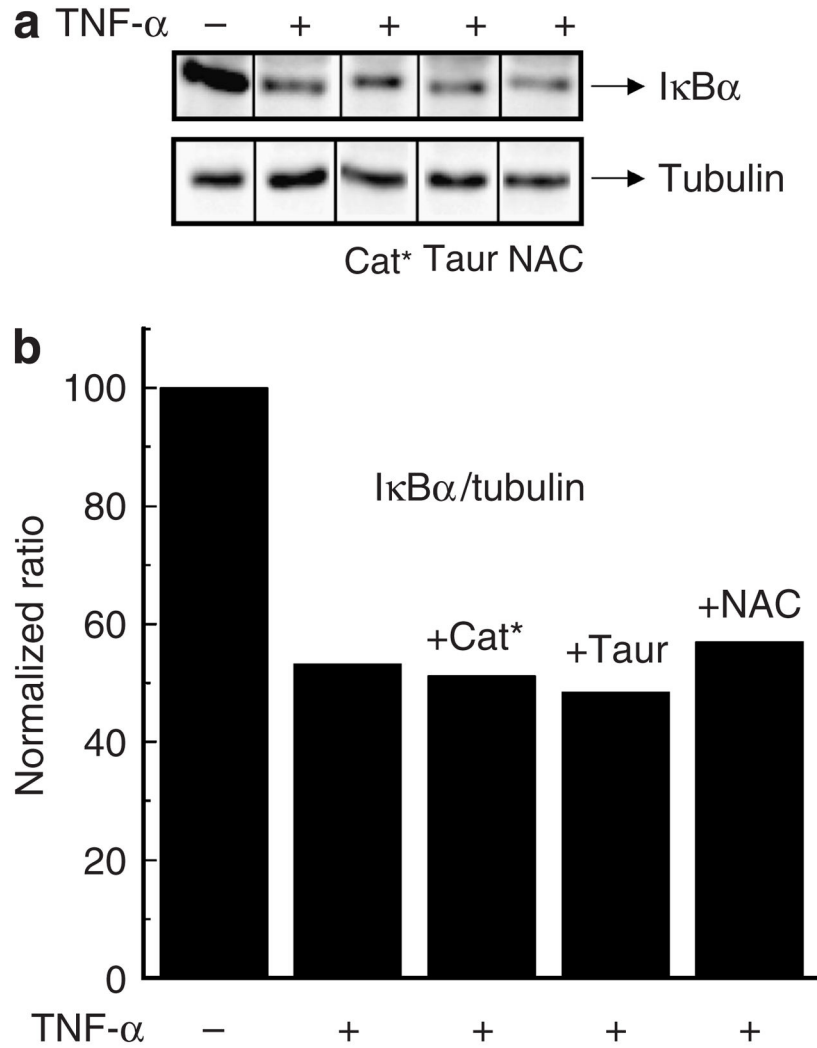 a TNF-α – + + + +
IκBα
Tubulin
Cat* Taur NAC
b
100
IκBα/tubulin
80
60
+Cat* +Taur +NAC
40
20
0
Normalized ratio
TNF-α – + + + +